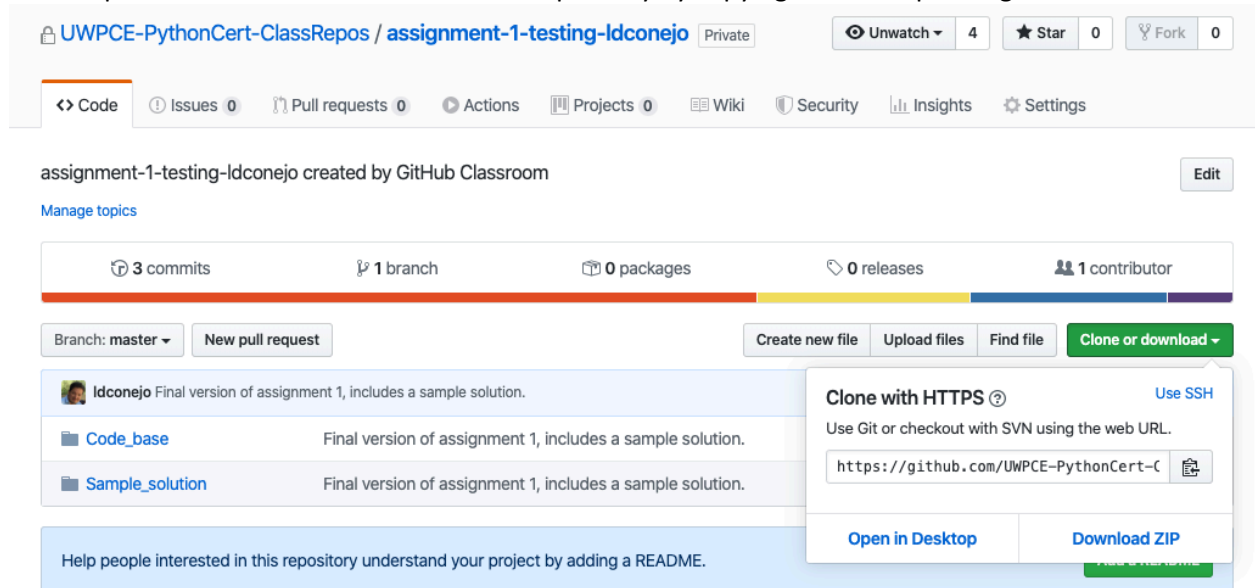 UWPCE-PythonCert-ClassRepos / assignment-1-testing-ldconejo Private
Unwatch 4 Star 0 Fork 0
Code Issues 0 Pull requests 0 Actions Projects 0 Wiki Security Insights Settings
assignment-1-testing-ldconejo created by GitHub Classroom
Edit
Manage topics
3 commits 1 branch 0 packages 0 releases 1 contributor
Branch: master New pull request Create new file Upload files Find file Clone or download
ldconejo Final version of assignment 1, includes a sample solution.
Code_base Final version of assignment 1, includes a sample solution.
Sample_solution Final version of assignment 1, includes a sample solution.
Clone with HTTPS Use SSH
Use Git or checkout with SVN using the web URL.
https://github.com/UWPCE-PythonCert-C
Open in Desktop Download ZIP
Help people interested in this repository understand your project by adding a README.